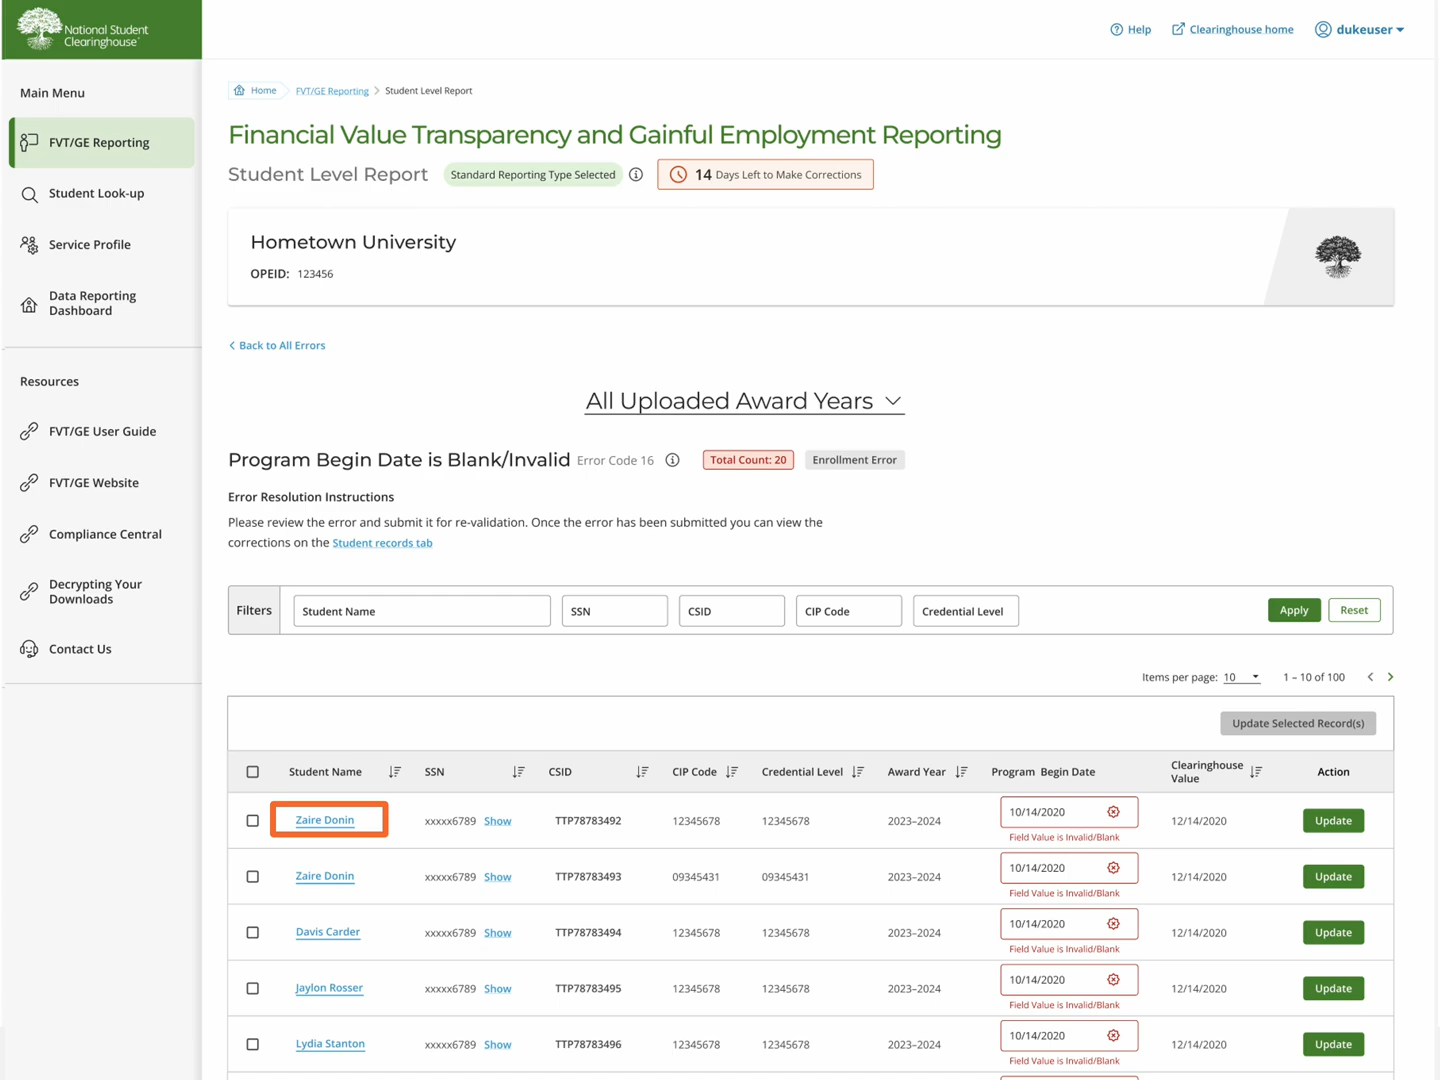 National Student
Clearinghouse
Help
Clearinghouse home
dukeuser
Main Menu
FVT/GE Reporting
Student Look-up
Service Profile
Data Reporting
Dashboard
Resources
FVT/GE User Guide
FVT/GE Website
Compliance Central
Decrypting Your
Downloads
Contact Us
Home
FVT/GE Reporting
Student Level Report
Financial Value Transparency and Gainful Employment Reporting
Student Level Report
Standard Reporting Type Selected
14 Days Left to Make Corrections
Hometown University
OPEID: 123456
Back to All Errors
All Uploaded Award Years
Program Begin Date is Blank/Invalid Error Code 16
Total Count: 20
Enrollment Error
Error Resolution Instructions
Please review the error and submit it for re-validation. Once the error has been submitted you can view the
corrections on the Student records tab
Filters
Student Name
SSN
CSID
CIP Code
Credential Level
Apply
Reset
Items per page: 10
1 – 10 of 100
Update Selected Record(s)
Student Name SSN CSID CIP Code Credential Level Award Year Program Begin Date Clearinghouse
Value Action
Zaire Donin xxxxx6789 Show TTP78783492 12345678 12345678 2023–2024 10/14/2020 12/14/2020 Update
Field Value is Invalid/Blank
Zaire Donin xxxxx6789 Show TTP78783493 09345431 09345431 2023–2024 10/14/2020 12/14/2020 Update
Field Value is Invalid/Blank
Davis Carder xxxxx6789 Show TTP78783494 12345678 12345678 2023–2024 10/14/2020 12/14/2020 Update
Field Value is Invalid/Blank
Jaylon Rosser xxxxx6789 Show TTP78783495 12345678 12345678 2023–2024 10/14/2020 12/14/2020 Update
Field Value is Invalid/Blank
Lydia Stanton xxxxx6789 Show TTP78783496 12345678 12345678 2023–2024 10/14/2020 12/14/2020 Update
Field Value is Invalid/Blank